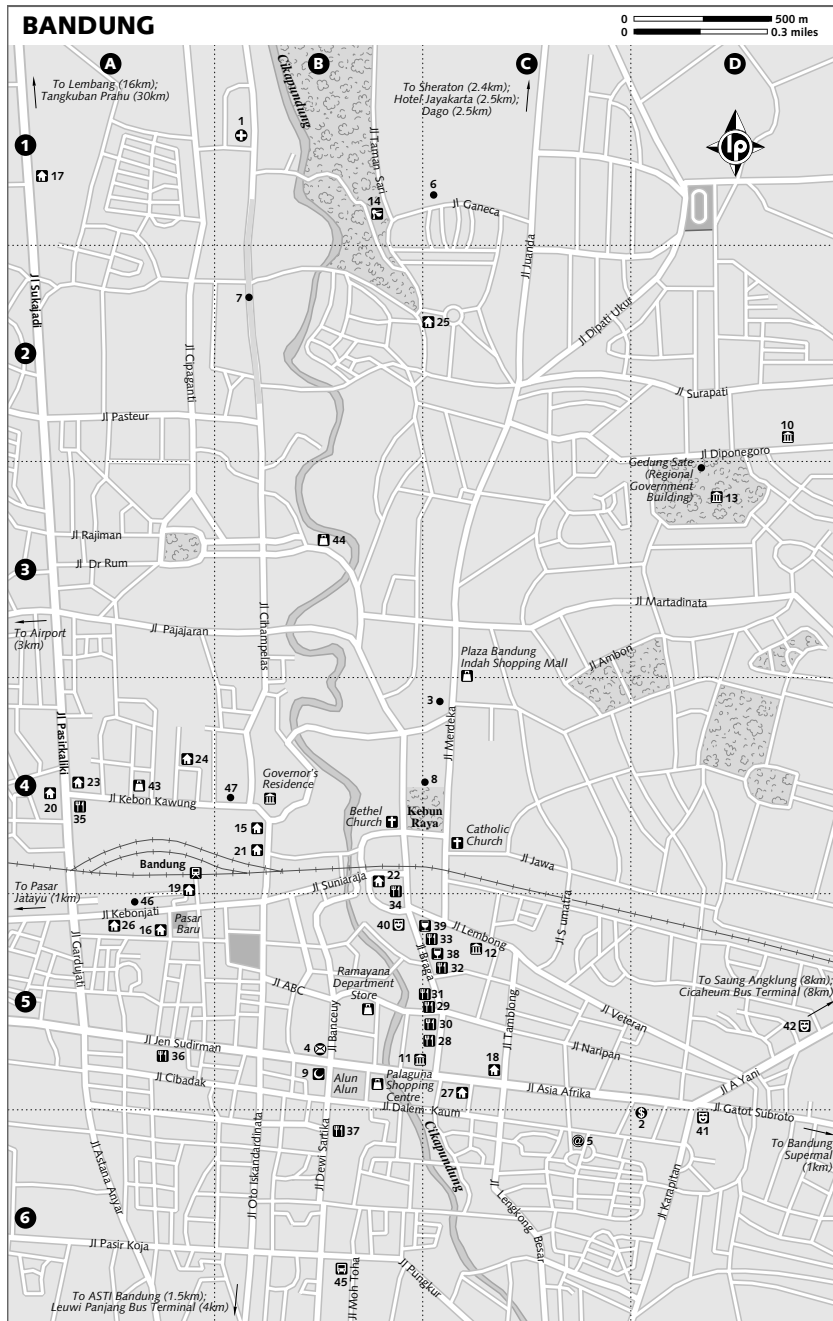 BANDUNG
0 500 m
0 0.3 miles
A
B
C
D
To Lembang (16km);
Tangkuban Prahu (30km)
Cikapundung
To Sheraton (2.4km);
Hotel Jayakarta (2.5km);
Dago (2.5km)
1
1
lp
17
Jl Taman Sari
6
14
Jl Ganeca
Jl Juanda
Jl Sukajadi
7
25
Jl Dipati Ukur
2
Jl Cipaganti
Jl Surapati
Jl Pasteur
10
Jl Diponegoro
Gedung Sate
(Regional
Government
Building)
13
Jl Rajiman
44
3
Jl Dr Rum
Jl Martadinata
Jl Cihampelas
Jl Pajajaran
To Airport
(3km)
Plaza Bandung
Indah Shopping Mall
Jl Ambon
3
Jl Pasirkaliki
Jl Merdeka
24
4
23
43
47
Governor's
Residence
8
20
35
Jl Kebon Kawung
Bethel
Church
Kebun
Raya
15
Catholic
Church
21
Jl Jawa
Bandung
22
Jl Suniaraja
To Pasar
Jatayu (1km)
19
34
46
Jl Kebonjati
Jl Sumatra
26
16
Pasar
Baru
40
39
Jl Lembong
33
12
38
Jl Braga
32
Jl Gardujati
Ramayana
Department
Store
To Saung Angklung (8km);
Cicaheum Bus Terminal (8km)
Jl ABC
31
5
29
Jl Veteran
Jl Banceuy
30
Jl Tamblong
42
Jl Jen Sudirman
28
Jl Naripan
4
36
11
18
9
Alun
Alun
Palaguna
Shopping
Centre
Jl Cibadak
27
Jl Asia Afrika
Jl A Yani
Jl Dalem Kaum
Jl Gatot Subroto
$
2
41
37
@ 5
To Bandung
Supermal
(1km)
Cikapundung
Jl Astana Anyar
Jl Oto Iskandardinata
Jl Dewi Sartika
Jl Karapitan
Jl Lengkong Besar
6
Jl Pasir Koja
45
Jl Moh Toha
Jl Pungkur
To ASTI Bandung (1.5km);
Leuwi Panjang Bus Terminal (4km)